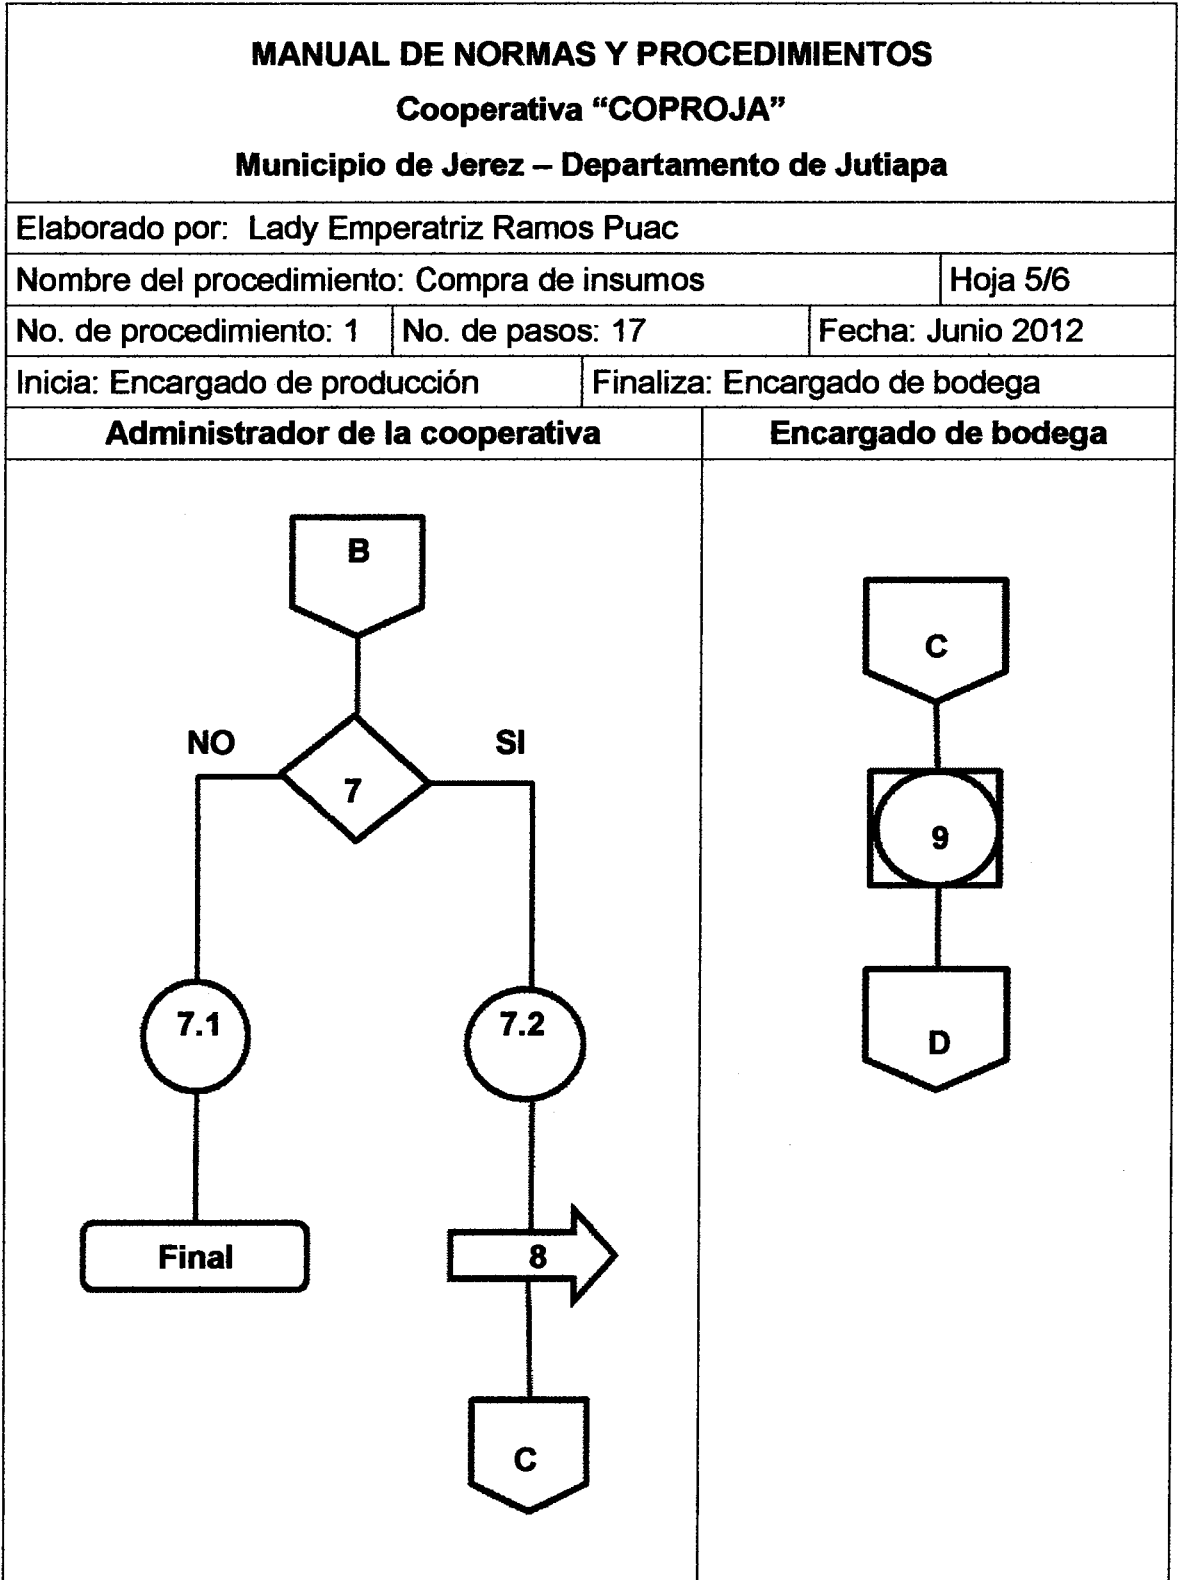 MANUAL DE NORMAS Y PROCEDIMIENTOS
Cooperativa “COPROJA”
Municipio de Jerez – Departamento de Jutiapa
Elaborado por: Lady Emperatriz Ramos Puac
Nombre del procedimiento: Compra de insumos Hoja 5/6
No. de procedimiento: 1 No. de pasos: 17 Fecha: Junio 2012
Inicia: Encargado de producción Finaliza: Encargado de bodega
Administrador de la cooperativa Encargado de bodega
B
NO SI
7
7.1 7.2
Final 8
C
C
9
D